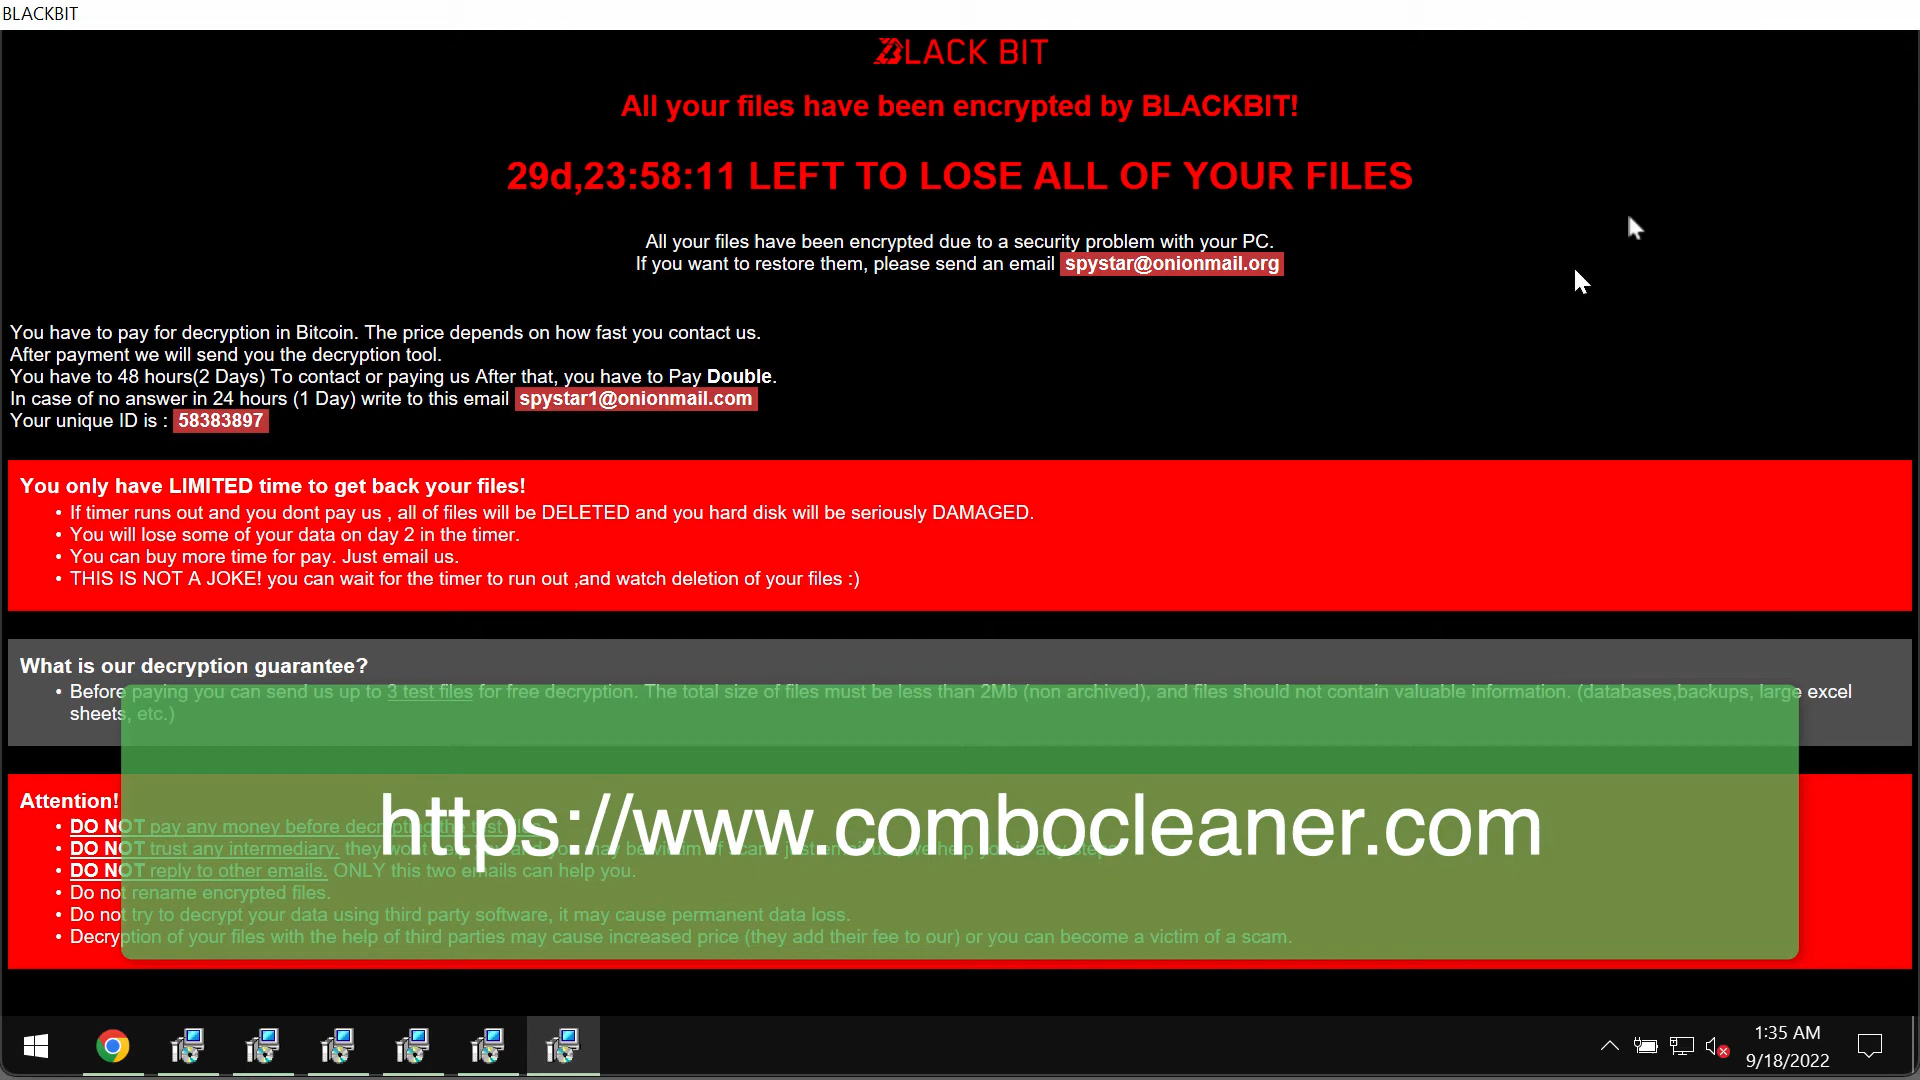 BLACKBIT
BLACK BIT
All your files have been encrypted by BLACKBIT!
29d,23:58:11 LEFT TO LOSE ALL OF YOUR FILES
All your files have been encrypted due to a security problem with your PC.
If you want to restore them, please send an email spystar@onionmail.org
You have to pay for decryption in Bitcoin. The price depends on how fast you contact us.
After payment we will send you the decryption tool.
You have to 48 hours(2 Days) To contact or paying us After that, you have to Pay Double.
In case of no answer in 24 hours (1 Day) write to this email spystar1@onionmail.com
Your unique ID is : 58383897
You only have LIMITED time to get back your files!
• If timer runs out and you dont pay us , all of files will be DELETED and you hard disk will be seriously DAMAGED.
• You will lose some of your data on day 2 in the timer.
• You can buy more time for pay. Just email us.
• THIS IS NOT A JOKE! you can wait for the timer to run out ,and watch deletion of your files :)
What is our decryption guarantee?
• Before paying you can send us up to 3 test files for free decryption. The total size of files must be less than 2Mb (non archived), and files should not contain valuable information. (databases,backups, large excel
sheets, etc.)
Attention!
• DO NOT pay any money before decrypting the test files.
• DO NOT trust any intermediary. they
https://www.combocleaner.com
• DO NOT reply to other emails. ONLY this two emails can help you.
• Do not rename encrypted files.
• Do not try to decrypt your data using third party software, it may cause permanent data loss.
• Decryption of your files with the help of third parties may cause increased price (they add their fee to our) or you can become a victim of a scam.
1:35 AM
9/18/2022